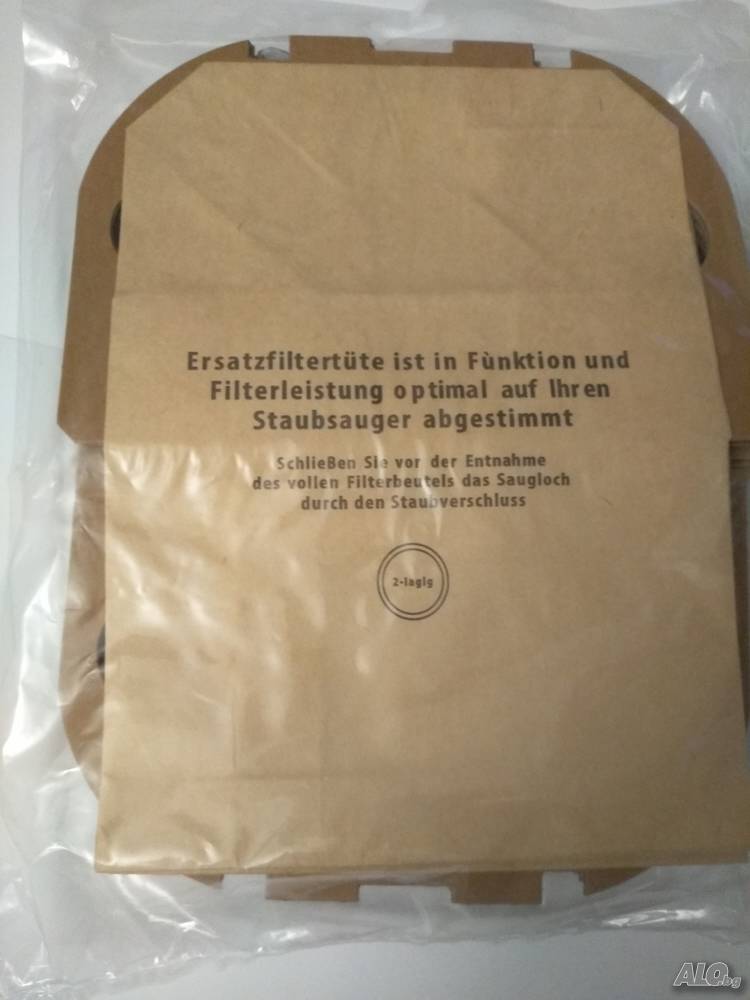 Ersatzfiltertüte ist in Fùnktion und
Filterleistung optimal auf Ihren
Staubsauger abgestimmt
SchlieBen Sie vor der Entnahme
des vollen Filterbeutels das Saugloch
durch den Staubverschluss
2-lagig
ALO.bg